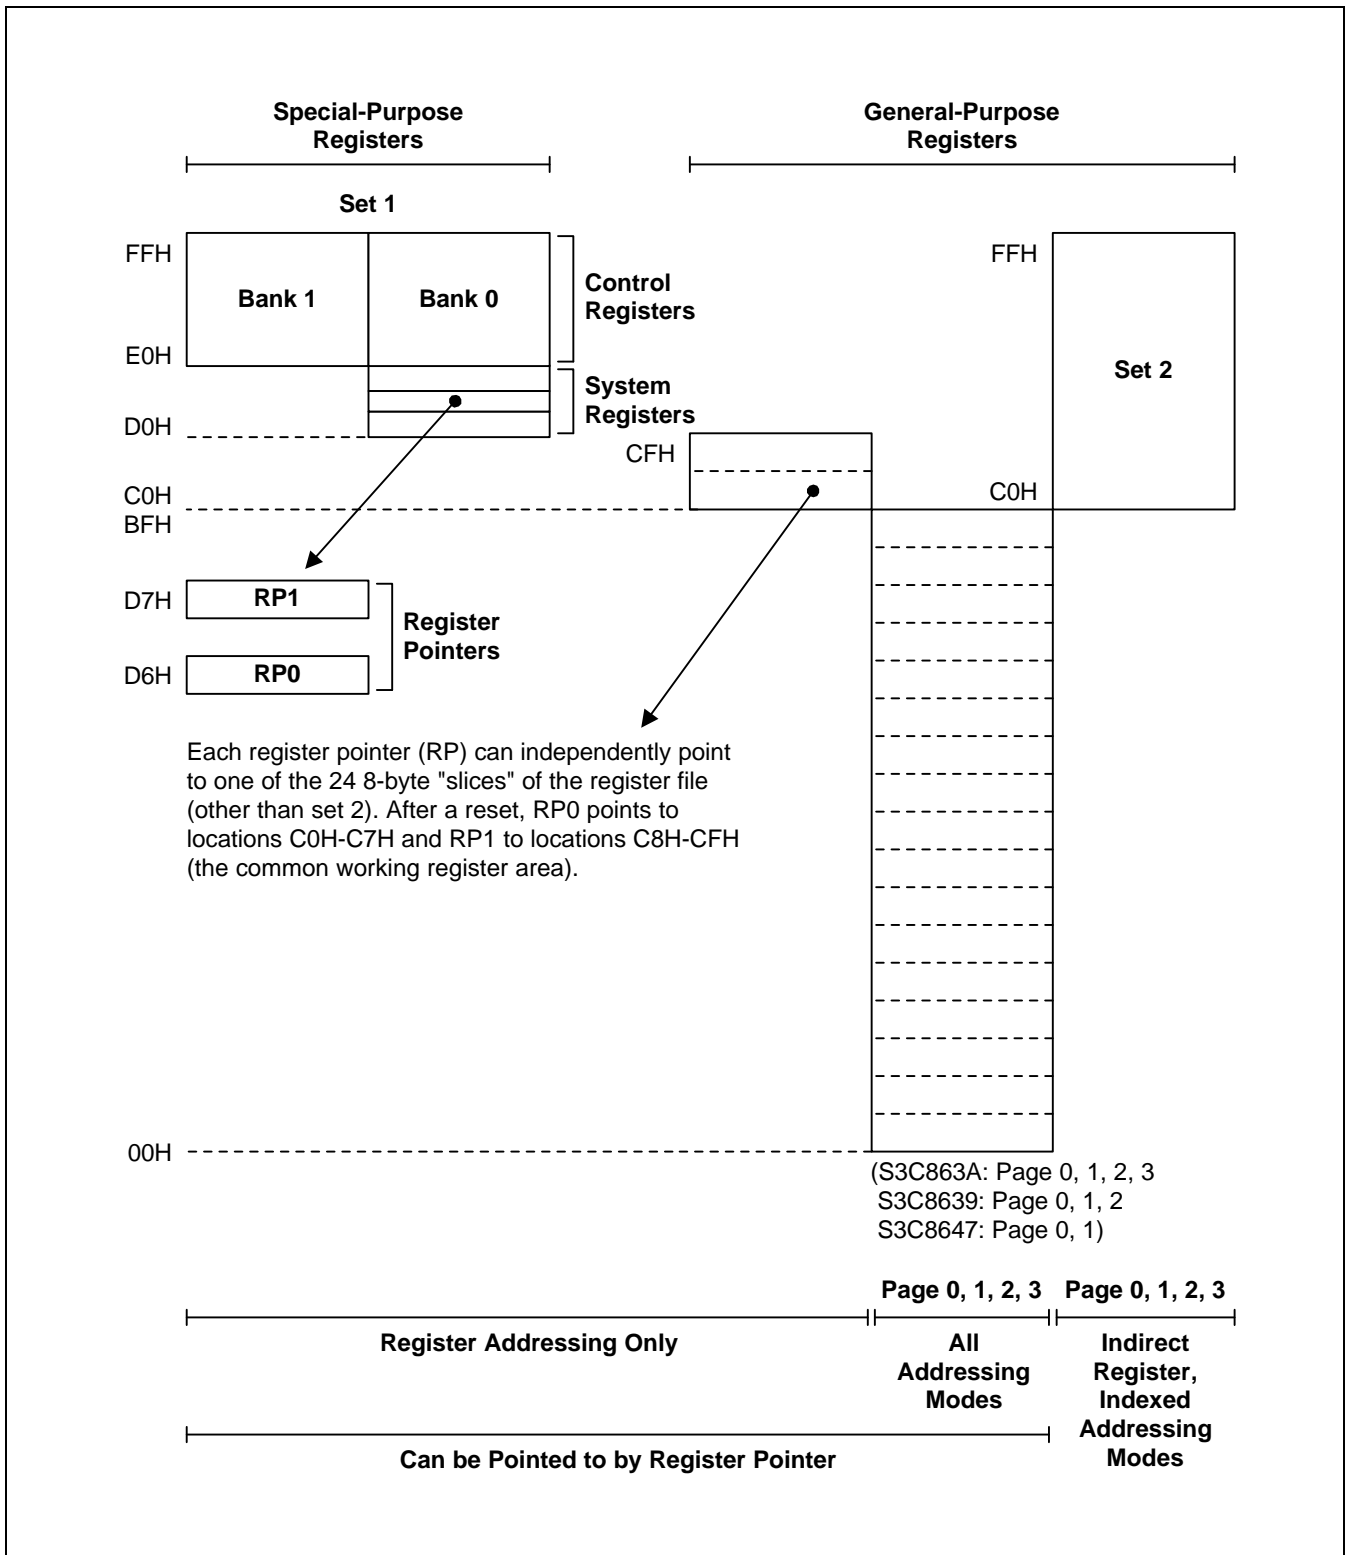 Special-Purpose
Registers
General-Purpose
Registers
Set 1
FFH
Bank 1
Bank 0
Control
Registers
E0H
System
Registers
D0H
FFH
Set 2
CFH
C0H
C0H
BFH
D7H
RP1
Register
Pointers
D6H
RP0
Each register pointer (RP) can independently point
to one of the 24 8-byte "slices" of the register file
(other than set 2). After a reset, RP0 points to
locations C0H-C7H and RP1 to locations C8H-CFH
(the common working register area).
00H
(S3C863A: Page 0, 1, 2, 3
S3C8639: Page 0, 1, 2
S3C8647: Page 0, 1)
Page 0, 1, 2, 3
Page 0, 1, 2, 3
Register Addressing Only
All
Addressing
Modes
Indirect
Register,
Indexed
Addressing
Modes
Can be Pointed to by Register Pointer